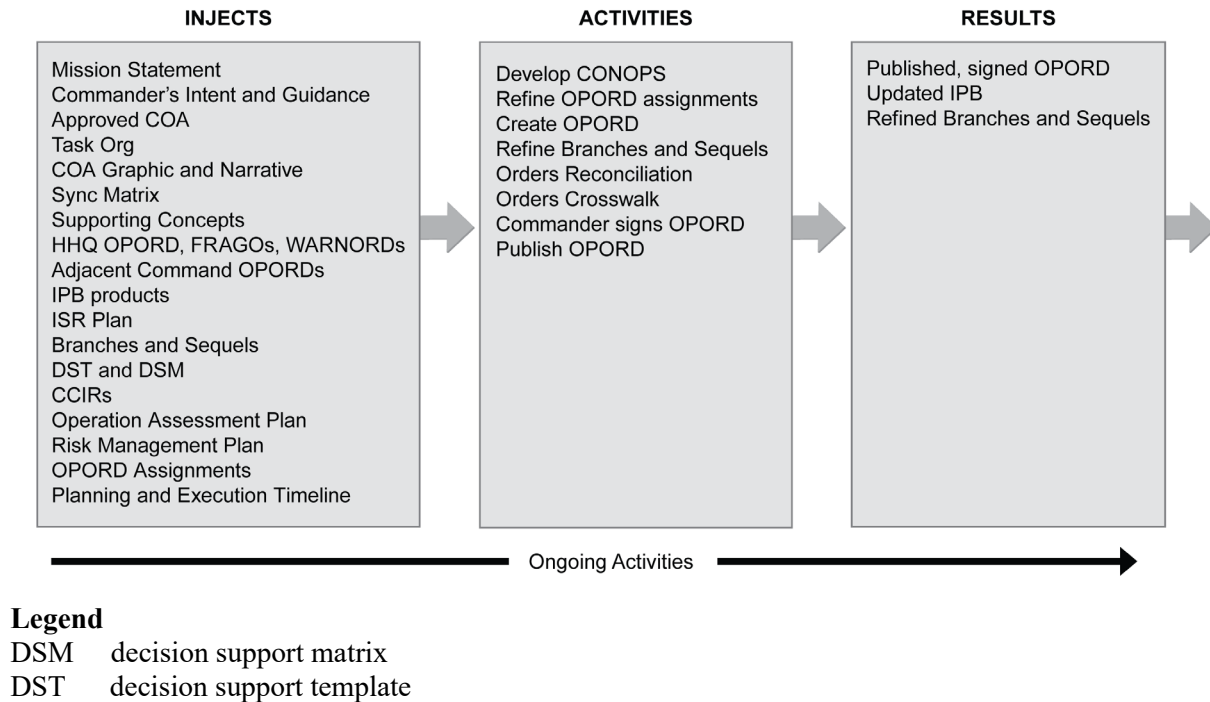 INJECTS
Mission Statement
Commander's Intent and Guidance
Approved COA
Task Org
COA Graphic and Narrative
Sync Matrix
Supporting Concepts
HHQ OPORD, FRAGOs, WARNORDs
Adjacent Command OPORDs
IPB products
ISR Plan
Branches and Sequels
DST and DSM
CCIRs
Operation Assessment Plan
Risk Management Plan
OPORD Assignments
Planning and Execution Timeline
ACTIVITIES
Develop CONOPS
Refine OPORD assignments
Create OPORD
Refine Branches and Sequels
Orders Reconciliation
Orders Crosswalk
Commander signs OPORD
Publish OPORD
RESULTS
Published, signed OPORD
Updated IPB
Refined Branches and Sequels
Ongoing Activities
Legend
DSM decision support matrix
DST decision support template